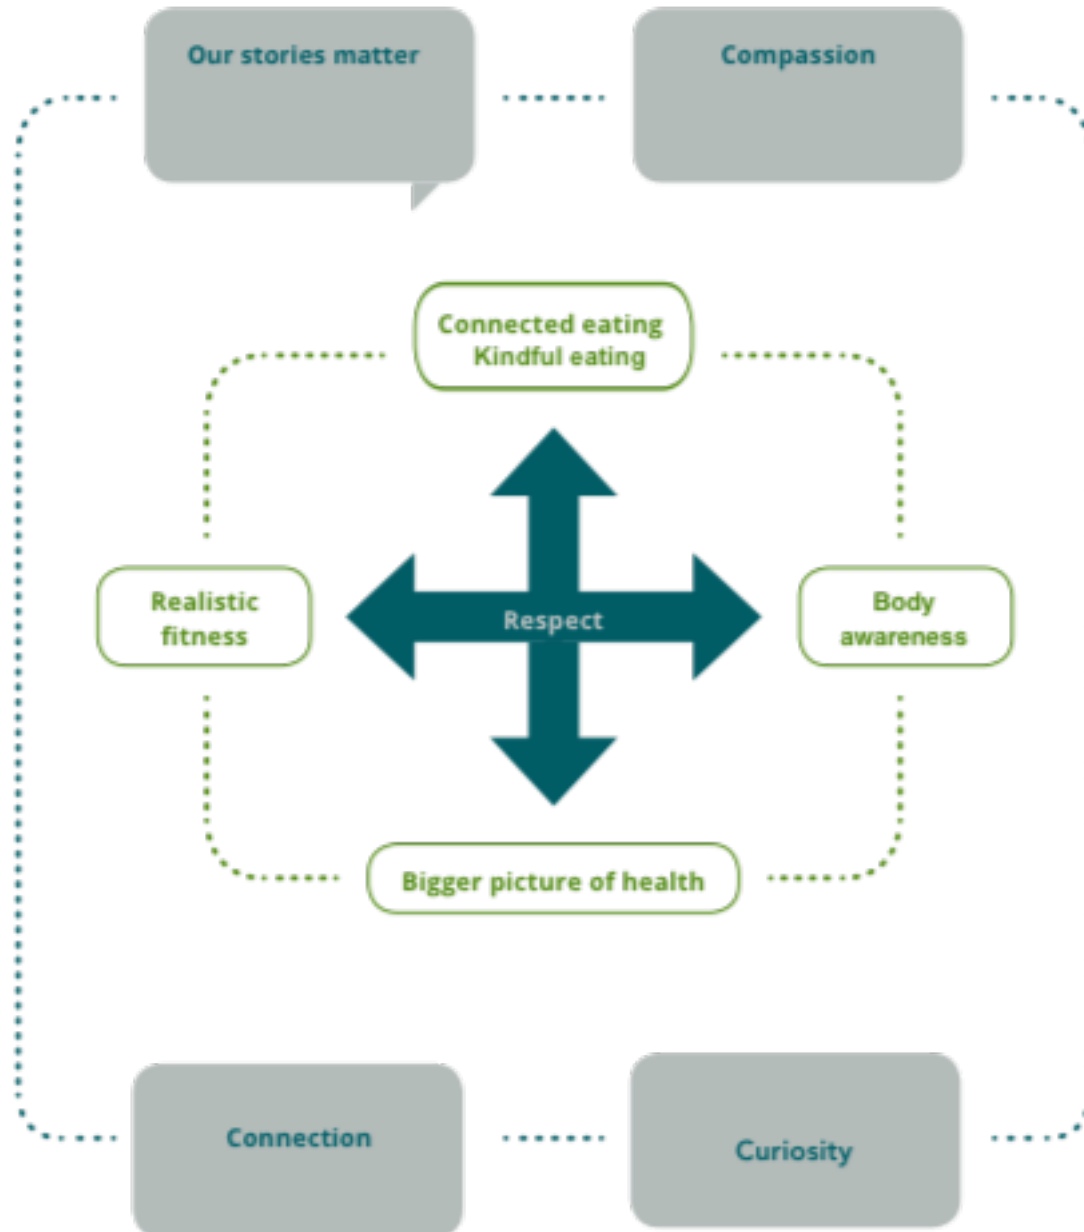 Our stories matter
Compassion
Connected eating
Kindful eating
Realistic
fitness
Respect
Body
awareness
Bigger picture of health
Connection
Curiosity